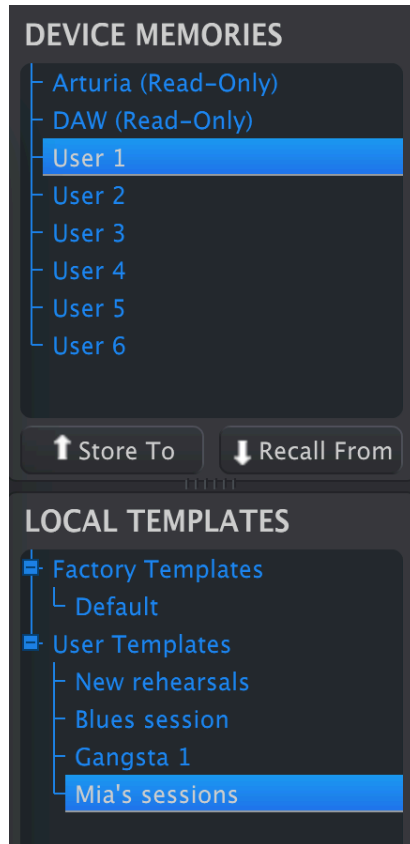 DEVICE MEMORIES
Arturia (Read-Only)
DAW (Read-Only)
User 1
User 2
User 3
User 4
User 5
User 6
Store To
Recall From
LOCAL TEMPLATES
Factory Templates
Default
User Templates
New rehearsals
Blues session
Gangsta 1
Mia's sessions